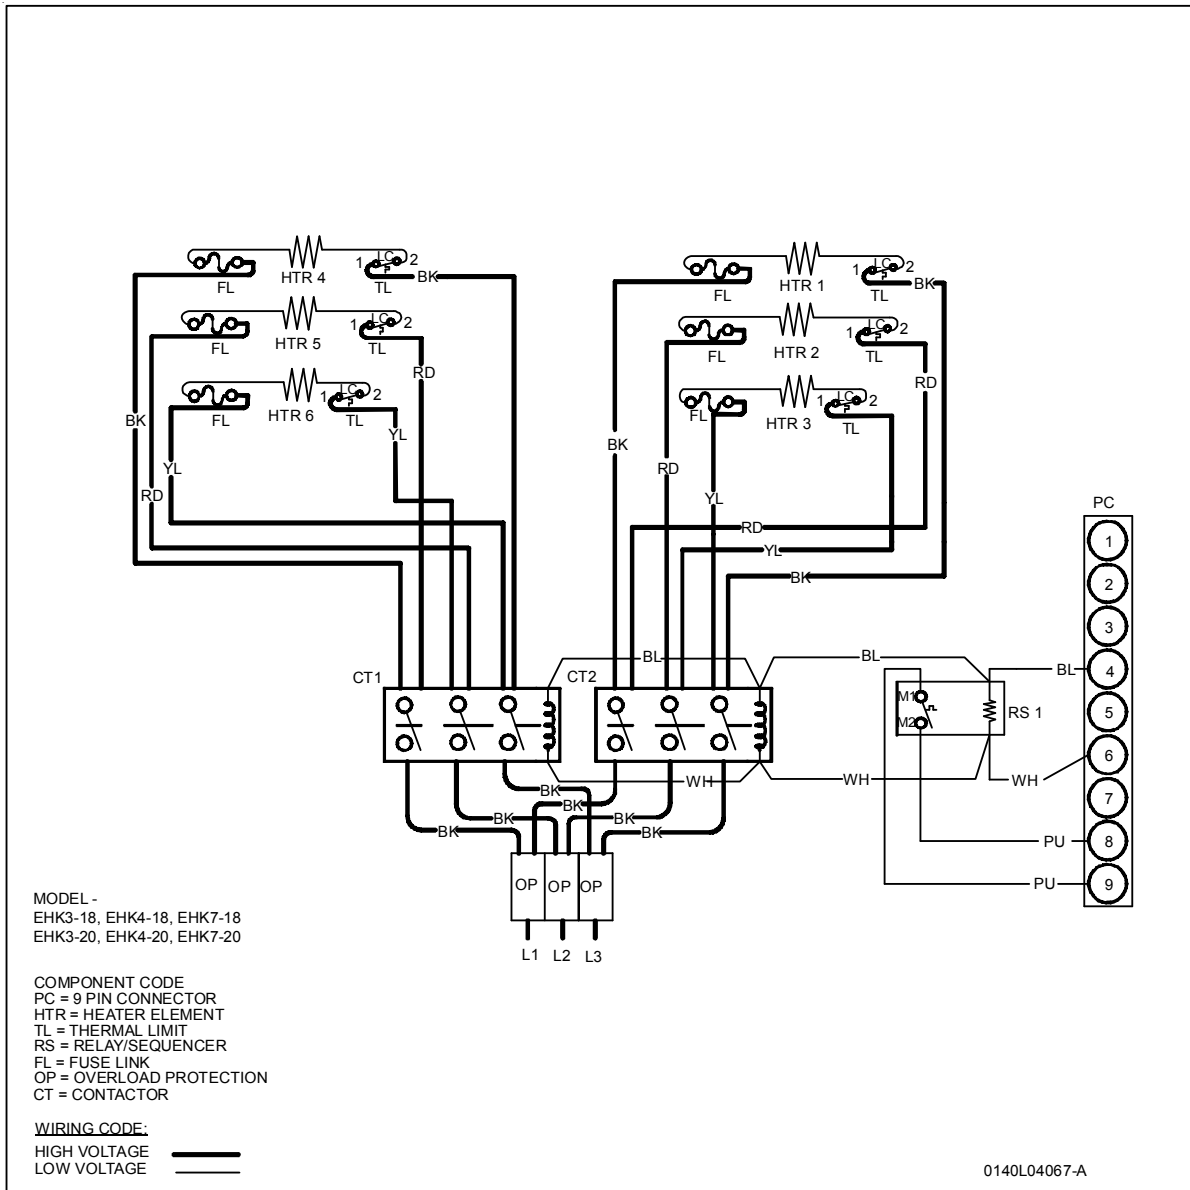 HTR 4
1 LC 2
FL
TL
BK
HTR 5
1 LC 2
FL
TL
RD
HTR 6
1 LC 2
FL
TL
YL
BK
YL
RD
HTR 1
1 LC 2
FL
TL
BK
HTR 2
1 LC 2
FL
TL
RD
HTR 3
1 LC 2
FL
TL
BK
RD
YL
RD
YL
BK
PC
1
2
3
4
5
6
7
8
9
BL
BL
BL
CT1
CT2
M1
M2
RS 1
WH
WH
WH
BK
BK
BK
BK
BK
BK
PU
PU
OP OP OP
L1 L2 L3
MODEL -
EHK3-18, EHK4-18, EHK7-18
EHK3-20, EHK4-20, EHK7-20
COMPONENT CODE
PC = 9 PIN CONNECTOR
HTR = HEATER ELEMENT
TL = THERMAL LIMIT
RS = RELAY/SEQUENCER
FL = FUSE LINK
OP = OVERLOAD PROTECTION
CT = CONTACTOR
WIRING CODE:
HIGH VOLTAGE
LOW VOLTAGE
0140L04067-A